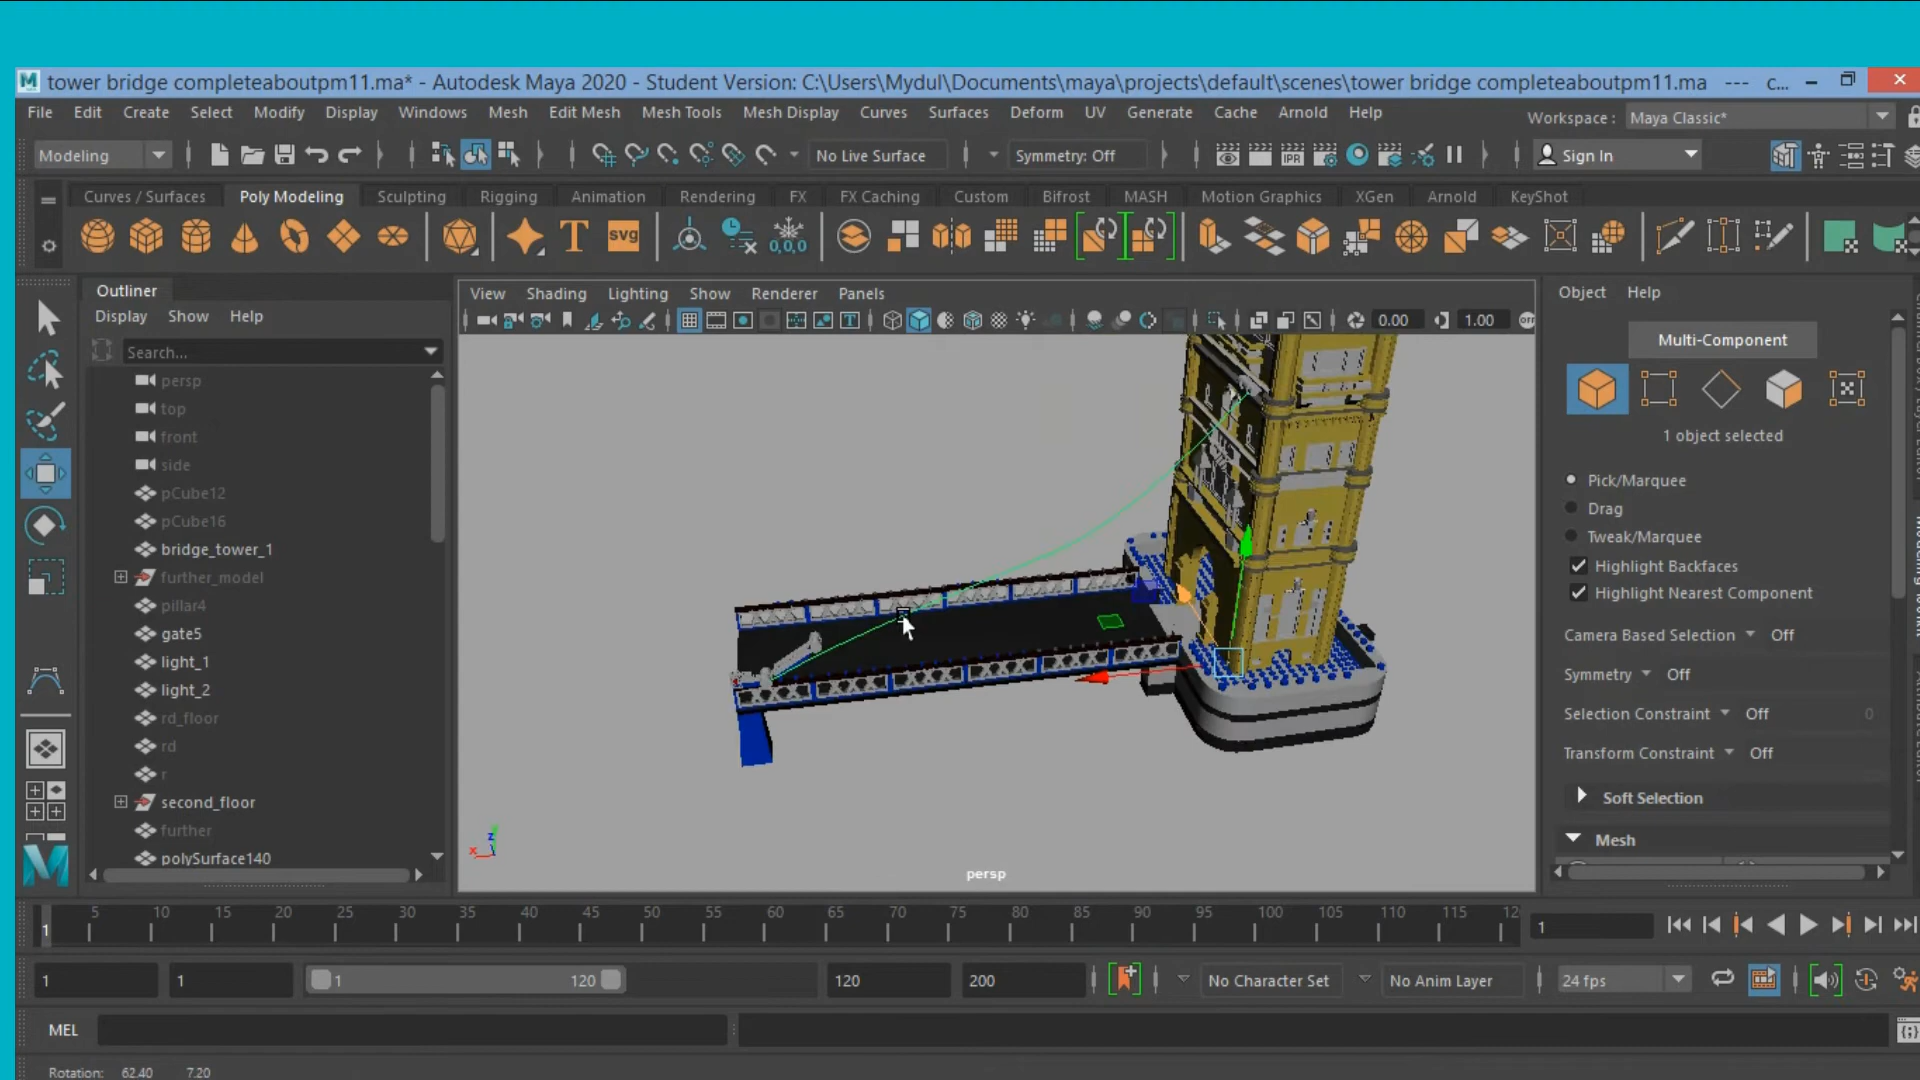 tower bridge completeaboutpm11.ma* - Autodesk Maya 2020 - Student Version: C:\Users\Mydul\Documents\maya\projects\default\scenes\tower bridge completeaboutpm11.ma --- c...
File Edit Create Select Modify Display Windows Mesh Edit Mesh Mesh Tools Mesh Display Curves Surfaces Deform UV Generate Cache Arnold Help
Workspace : Maya Classic*
Modeling No Live Surface Symmetry: Off IPR Sign In
Curves / Surfaces Poly Modeling Sculpting Rigging Animation Rendering FX FX Caching Custom Bifrost MASH Motion Graphics XGen Arnold KeyShot
T svg 0,0,0
Outliner
Display Show Help
Search...
persp
top
front
side
pCube12
pCube16
bridge_tower_1
further_model
pillar4
gate5
light_1
light_2
rd_floor
rd
r
second_floor
further
polySurface140
View Shading Lighting Show Renderer Panels
0.00 1.00
z
x
persp
Object Help
Multi-Component
1 object selected
Pick/Marquee
Drag
Tweak/Marquee
Highlight Backfaces
Highlight Nearest Component
Camera Based Selection Off
Symmetry Off
Selection Constraint Off 0
Transform Constraint Off
Soft Selection
Mesh
1 5 10 15 20 25 30 35 40 45 50 55 60 65 70 75 80 85 90 95 100 105 110 115 12
1
1 1 1 120 120 200 No Character Set No Anim Layer 24 fps
MEL
Rotation: 62.40 7.20